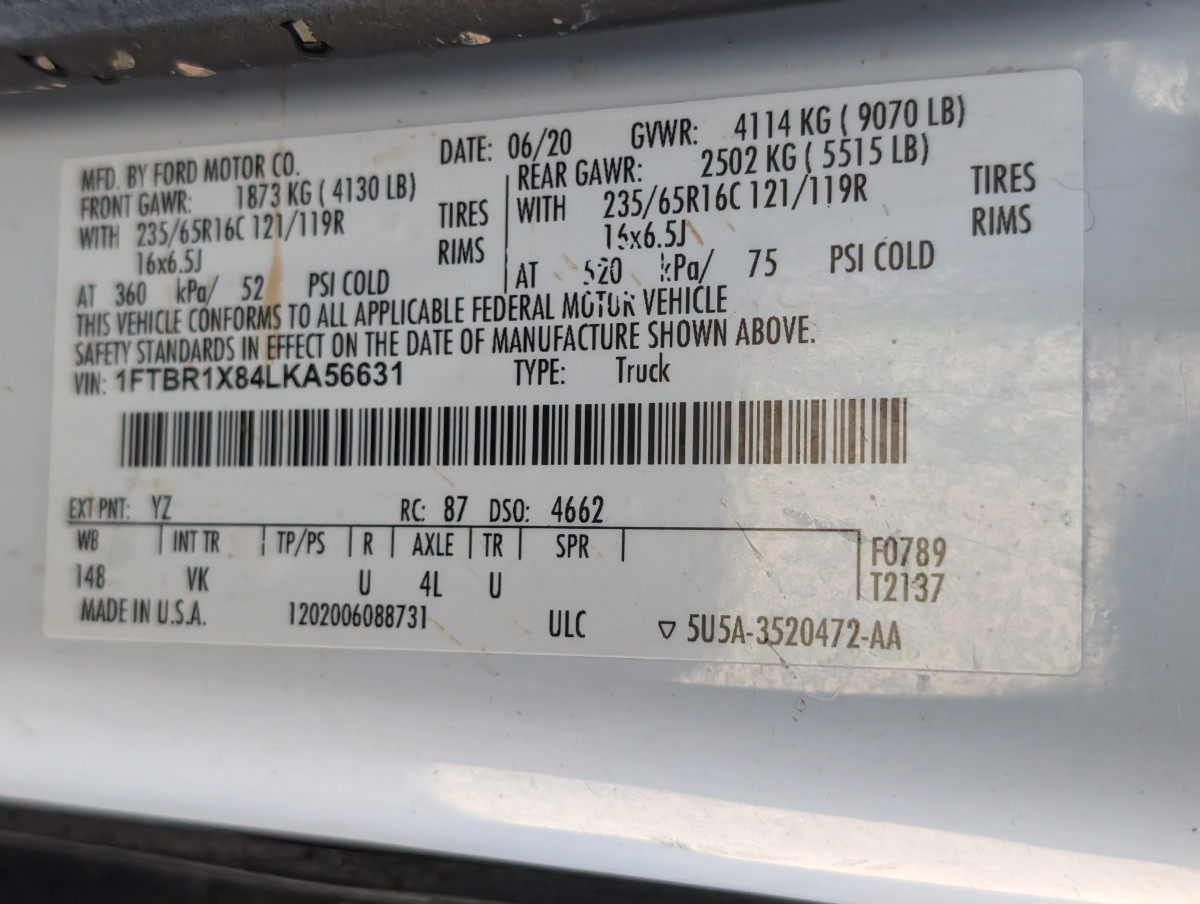 MFD. BY FORD MOTOR CO. DATE: 06/20 GVWR: 4114 KG ( 9070 LB)
FRONT GAWR: 1873 KG ( 4130 LB) REAR GAWR: 2502 KG ( 5515 LB)
WITH 235/65R16C 121/119R TIRES WITH 235/65R16C 121/119R TIRES
16x6.5J RIMS 16x6.5J RIMS
AT 360 kPa/ 52 PSI COLD AT 520 kPa/ 75 PSI COLD
THIS VEHICLE CONFORMS TO ALL APPLICABLE FEDERAL MOTOR VEHICLE
SAFETY STANDARDS IN EFFECT ON THE DATE OF MANUFACTURE SHOWN ABOVE.
VIN: 1FTBR1X84LKA56631 TYPE: Truck
EXT PNT: YZ RC: 87 DSO: 4662
WB INT TR TP/PS R AXLE TR SPR F0789
148 VK U 4L U T2137
MADE IN U.S.A. 1202006088731 ULC ▽ 5U5A-3520472-AA